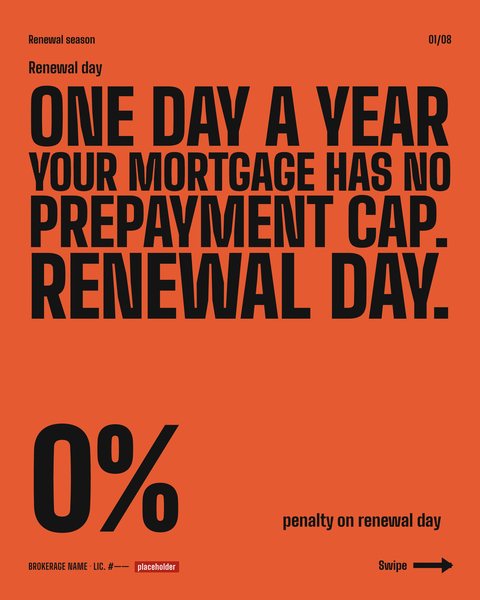 Renewal season
01/08
Renewal day
ONE DAY A YEAR
YOUR MORTGAGE HAS NO
PREPAYMENT CAP.
RENEWAL DAY.
0%
penalty on renewal day
BROKERAGE NAME · LIC. #—— placeholder
Swipe